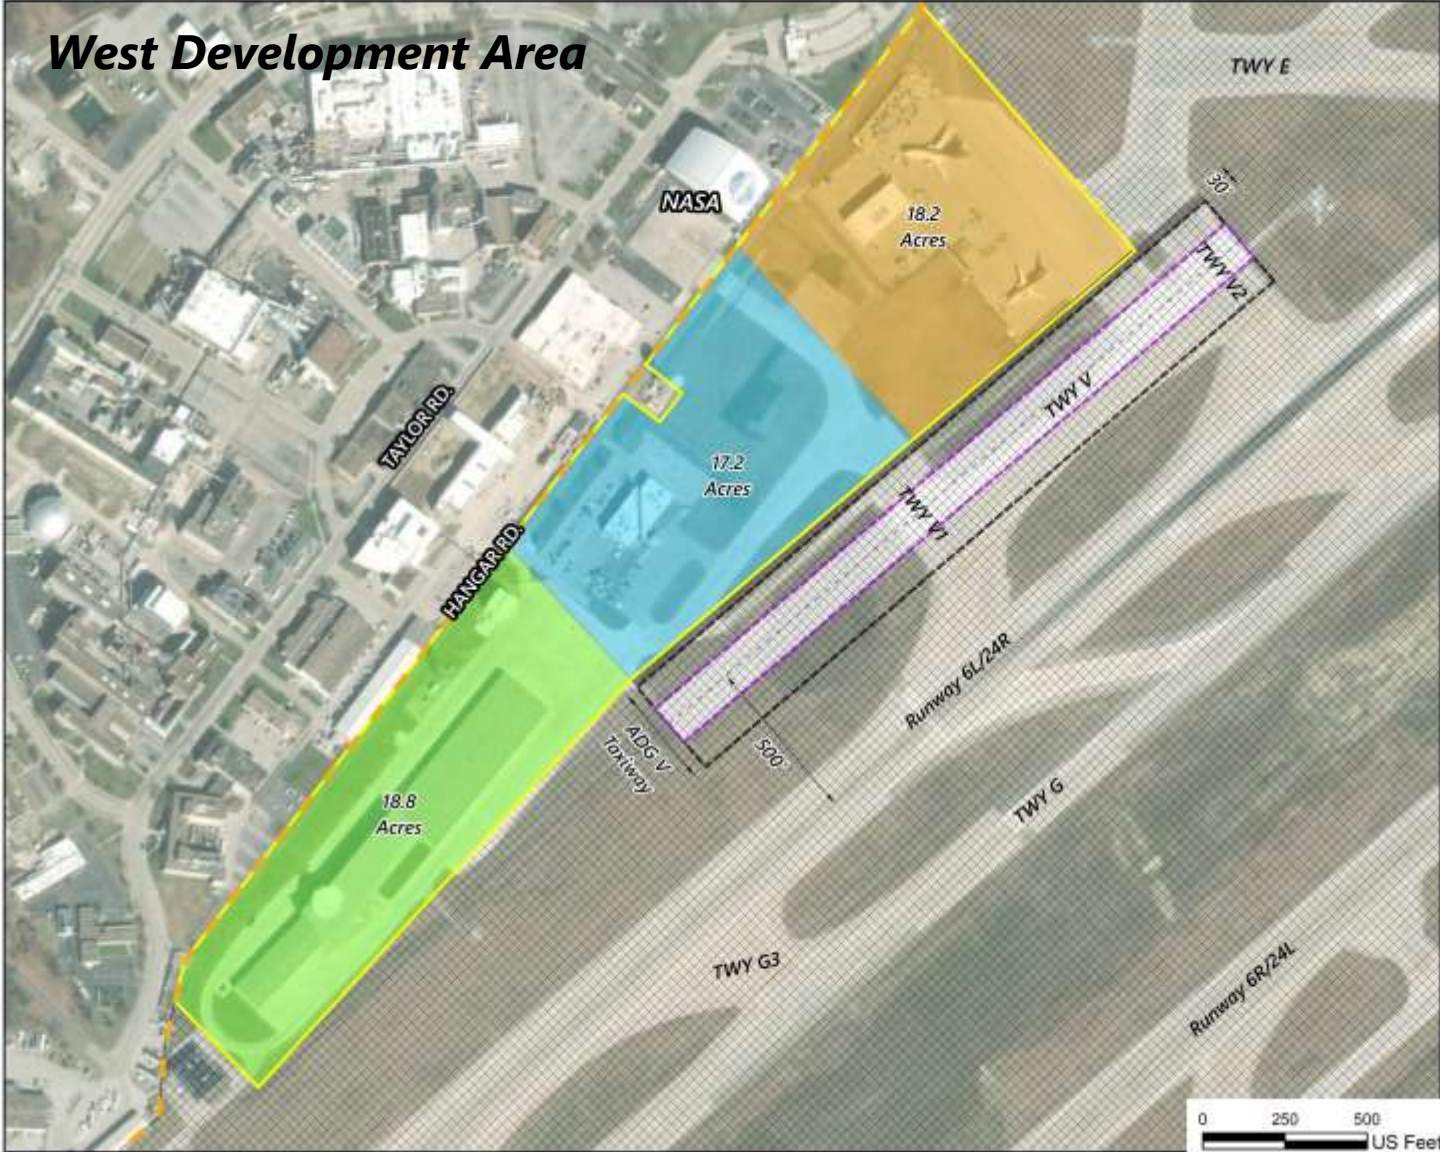 West Development Area
TWY E
30'
NASA
18.2
Acres
TWY V2
TWY V
TAYLOR RD.
17.2
Acres
TWY V1
HANGAR RD.
Runway 6L/24R
ADG V
Taxiway
500'
TWY G
18.8
Acres
TWY G3
Runway 6R/24L
0 250 500
US Feet